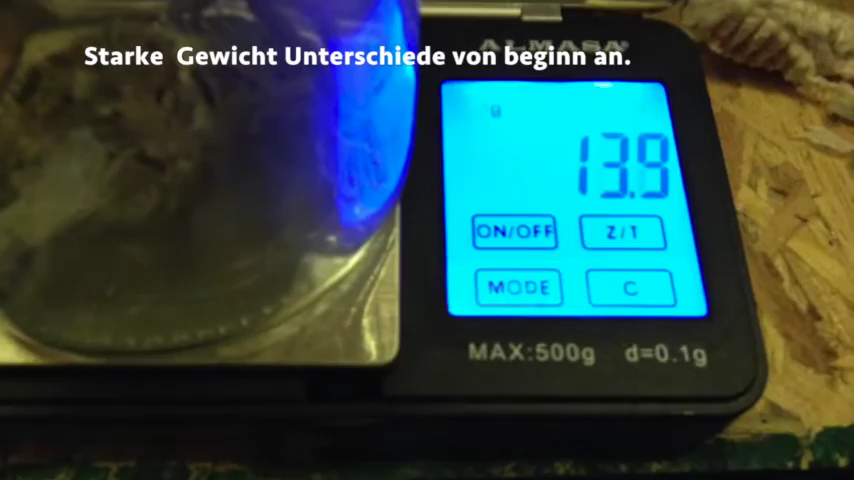 Starke Gewicht Unterschiede von beginn an.
ALMASA
g
13.9
ON/OFF Z/T
MODE C
MAX:500g d=0.1g